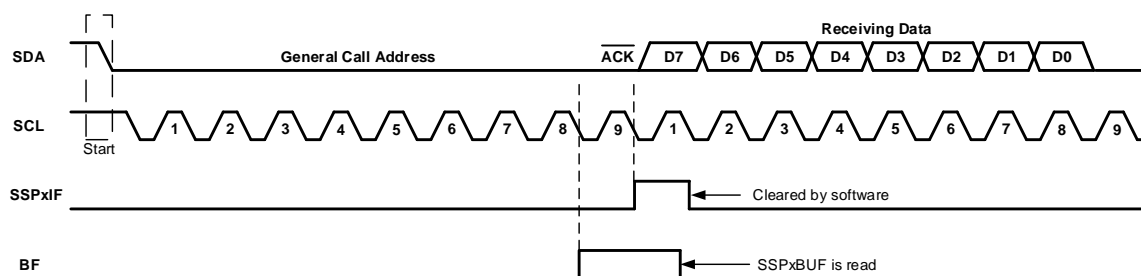 Receiving Data
SDA General Call Address ACK D7 D6 D5 D4 D3 D2 D1 D0
SCL 1 2 3 4 5 6 7 8 9 1 2 3 4 5 6 7 8 9
Start
SSPxIF Cleared by software
BF SSPxBUF is read